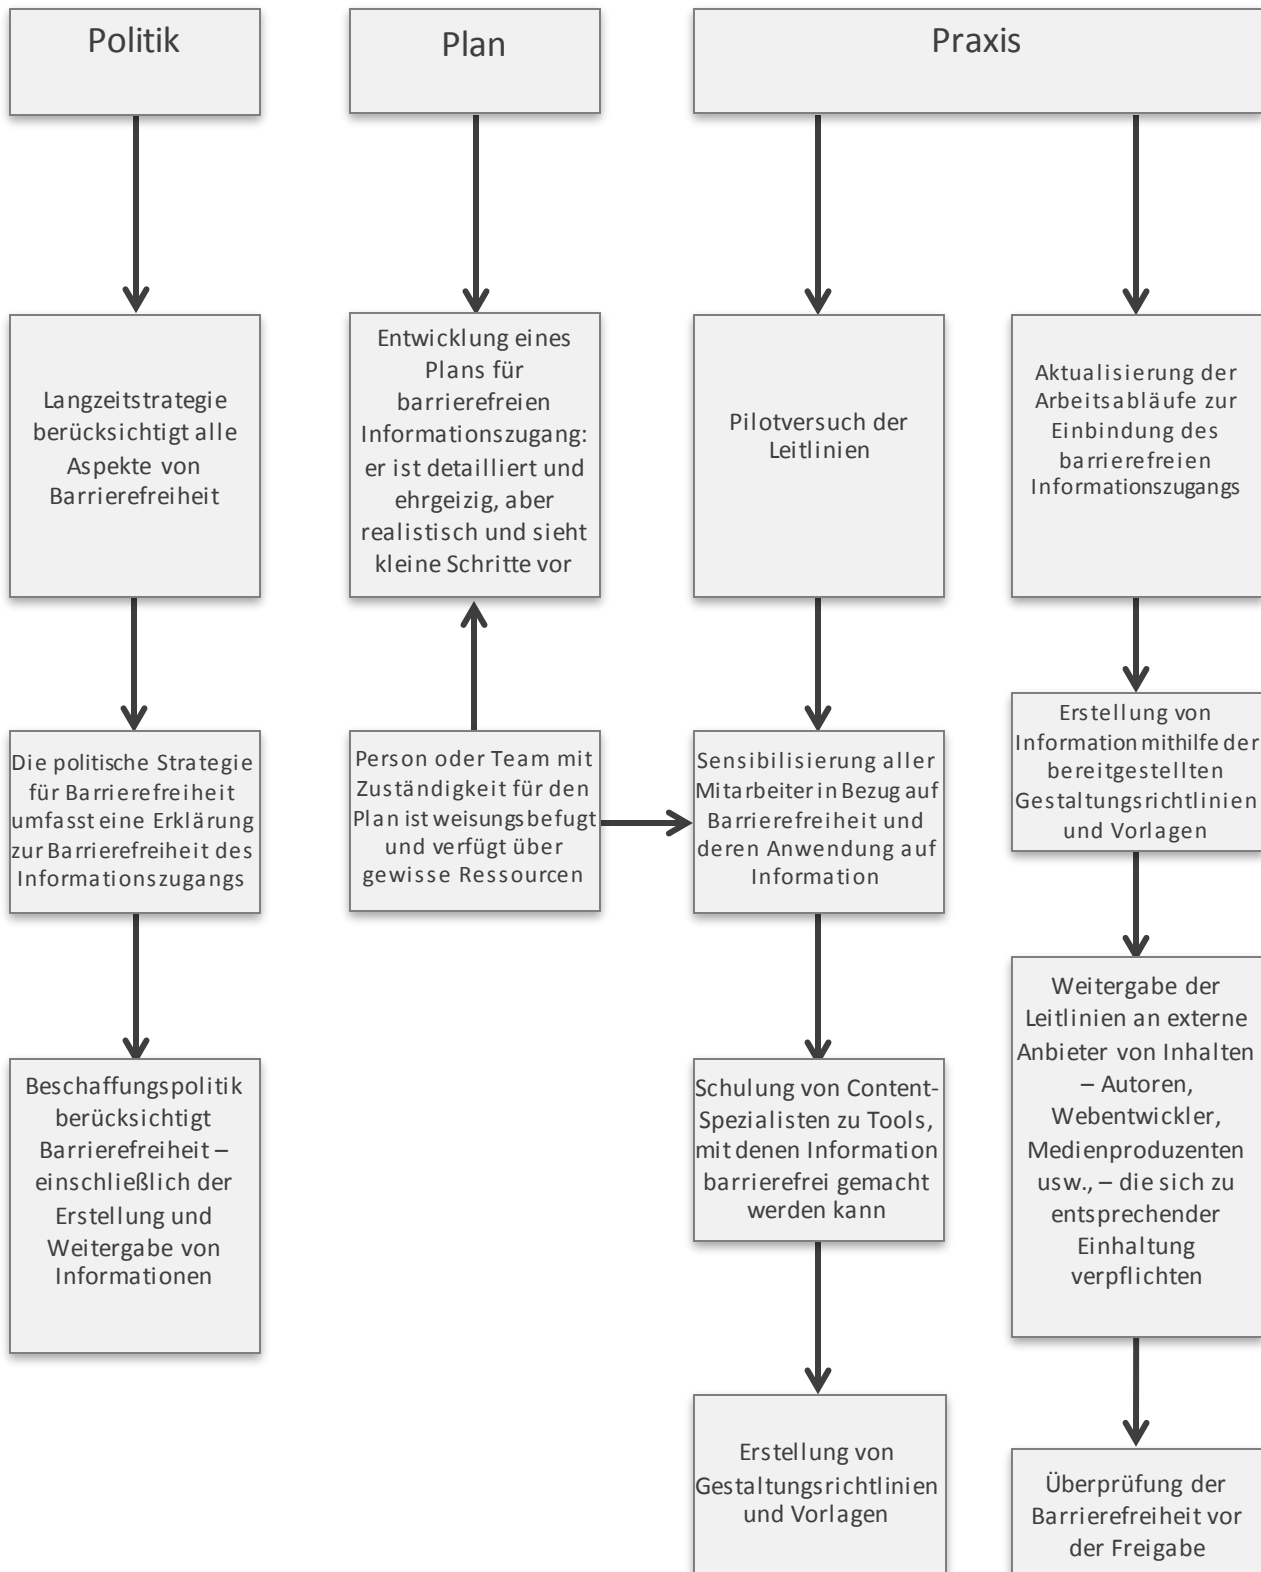 Politik
Plan
Praxis
Langzeitstrategie
berücksichtigt alle
Aspekte von
Barrierefreiheit
Entwicklung eines
Plans für
barrierefreien
Informationszugang:
er ist detailliert und
ehrgeizig, aber
realistisch und sieht
kleine Schritte vor
Pilotversuch der
Leitlinien
Aktualisierung der
Arbeitsabläufe zur
Einbindung des
barrierefreien
Informationszugangs
Die politische Strategie
für Barrierefreiheit
umfasst eine Erklärung
zur Barrierefreiheit des
Informationszugangs
Person oder Team mit
Zuständigkeit für den
Plan ist weisungsbefugt
und verfügt über
gewisse Ressourcen
Sensibilisierung aller
Mitarbeiter in Bezug auf
Barrierefreiheit und
deren Anwendung auf
Information
Erstellung von
Information mithilfe der
bereitgestellten
Gestaltungsrichtlinien
und Vorlagen
Beschaffungspolitik
berücksichtigt
Barrierefreiheit –
einschließlich der
Erstellung und
Weitergabe von
Informationen
Schulung von Content-
Spezialisten zu Tools,
mit denen Information
barrierefrei gemacht
werden kann
Weitergabe der
Leitlinien an externe
Anbieter von Inhalten
– Autoren,
Webentwickler,
Medienproduzenten
usw., – die sich zu
entsprechender
Einhaltung
verpflichten
Erstellung von
Gestaltungsrichtlinien
und Vorlagen
Überprüfung der
Barrierefreiheit vor
der Freigabe